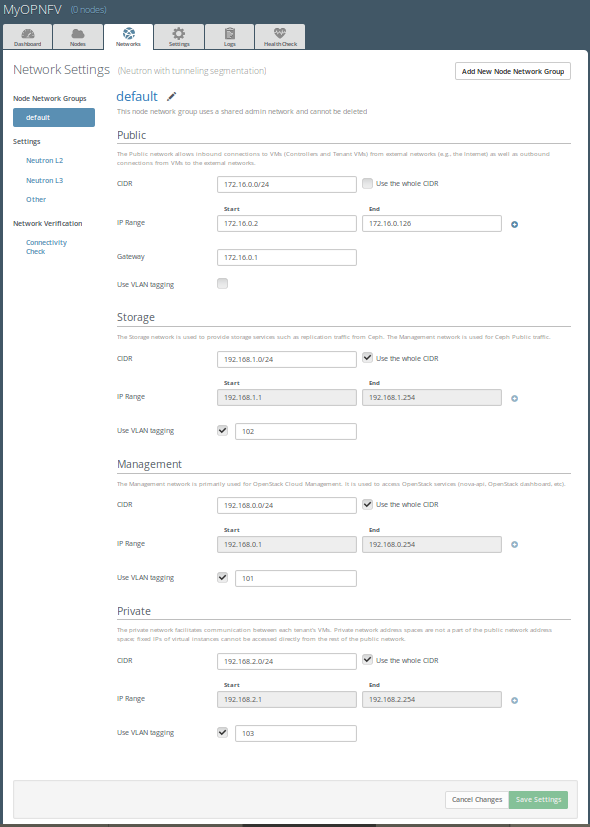 MyOPNFV (0 nodes)
Dashboard Nodes Networks Settings Logs Health Check
Network Settings (Neutron with tunneling segmentation)
Add New Node Network Group
Node Network Groups
default
Settings
Neutron L2
Neutron L3
Other
Network Verification
Connectivity
Check
default
This node network group uses a shared admin network and cannot be deleted
Public
The Public network allows inbound connections to VMs (Controllers and Tenant VMs) from external networks (e.g., the Internet) as well as outbound
connections from VMs to the external networks.
CIDR 172.16.0.0/24 Use the whole CIDR
Start End
IP Range 172.16.0.2 172.16.0.126
Gateway 172.16.0.1
Use VLAN tagging
Storage
The Storage network is used to provide storage services such as replication traffic from Ceph. The Management network is used for Ceph Public traffic.
CIDR 192.168.1.0/24 Use the whole CIDR
Start End
IP Range 192.168.1.1 192.168.1.254
Use VLAN tagging 102
Management
The Management network is primarily used for OpenStack Cloud Management. It is used to access OpenStack services (nova-api, OpenStack dashboard, etc).
CIDR 192.168.0.0/24 Use the whole CIDR
Start End
IP Range 192.168.0.1 192.168.0.254
Use VLAN tagging 101
Private
The private network facilitates communication between each tenant's VMs. Private network address spaces are not a part of the public network address
space; fixed IPs of virtual instances cannot be accessed directly from the rest of the public network.
CIDR 192.168.2.0/24 Use the whole CIDR
Start End
IP Range 192.168.2.1 192.168.2.254
Use VLAN tagging 103
Cancel Changes Save Settings